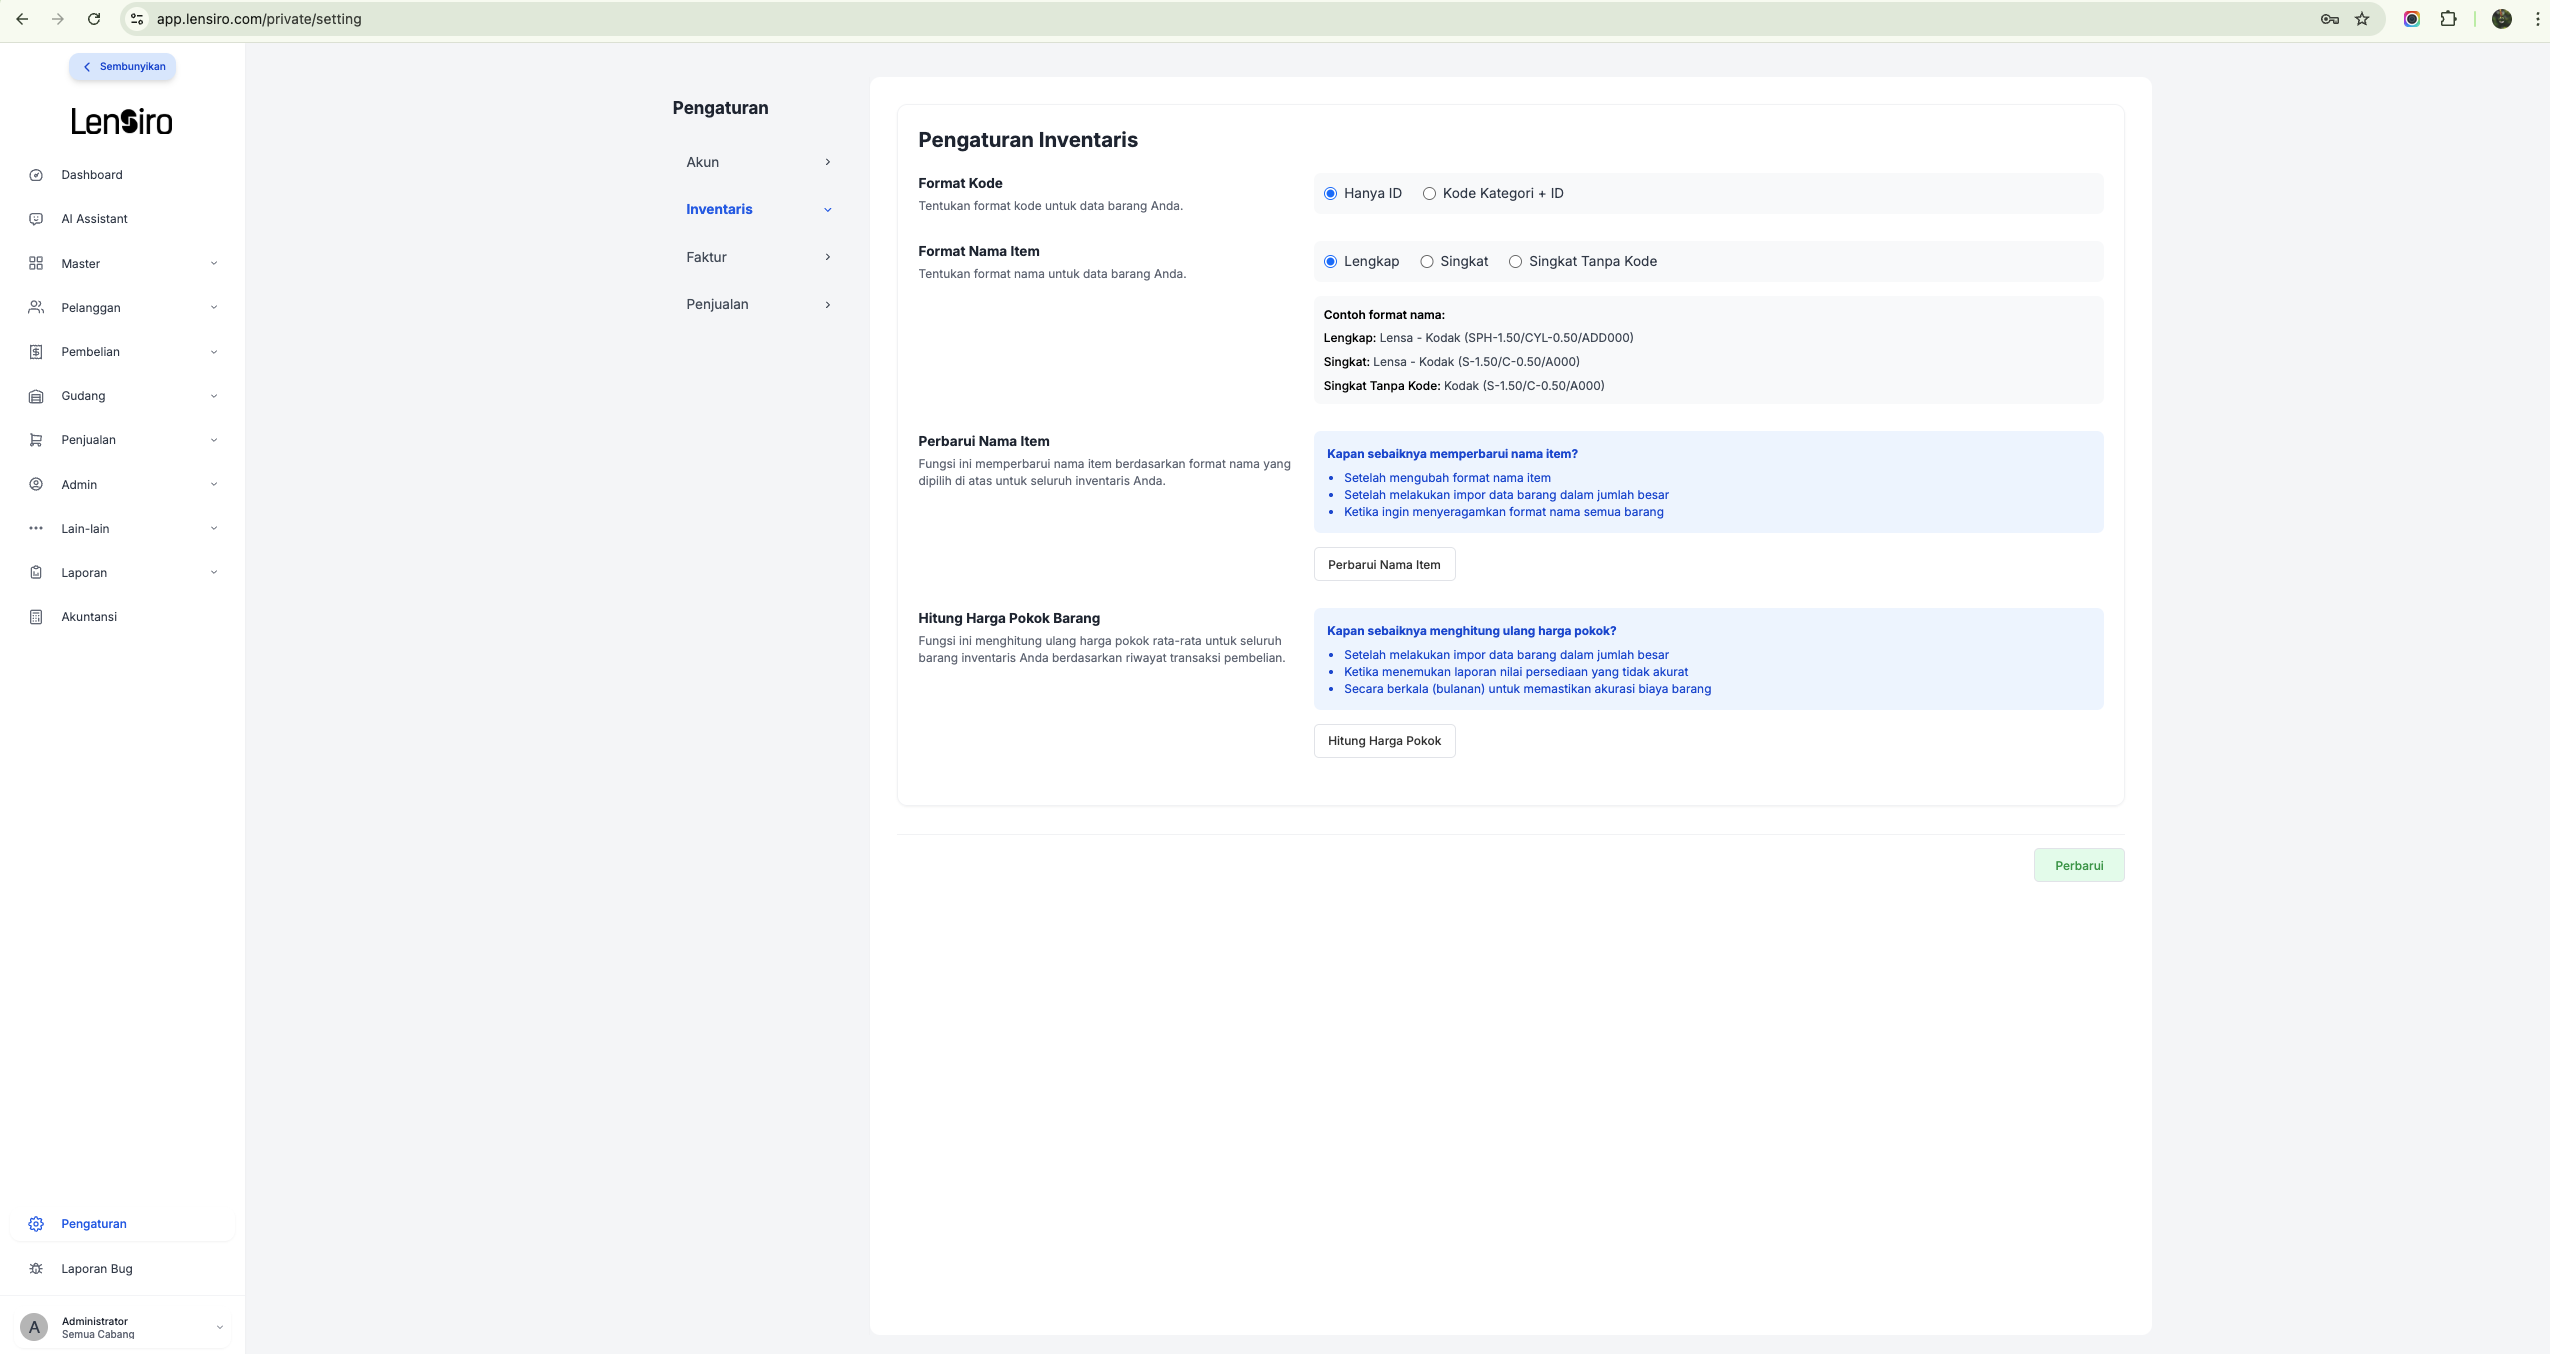 app.lensiro.com/private/setting
Sembunyikan
Lensiro
Dashboard
AI Assistant
Master
Pelanggan
Pembelian
Gudang
Penjualan
Admin
Lain-lain
Laporan
Akuntansi
Pengaturan
Laporan Bug
A
Administrator
Semua Cabang
Pengaturan
Akun
Inventaris
Faktur
Penjualan
Pengaturan Inventaris
Format Kode
Tentukan format kode untuk data barang Anda.
Hanya ID
Kode Kategori + ID
Format Nama Item
Tentukan format nama untuk data barang Anda.
Lengkap
Singkat
Singkat Tanpa Kode
Contoh format nama:
Lengkap: Lensa - Kodak (SPH-1.50/CYL-0.50/ADD000)
Singkat: Lensa - Kodak (S-1.50/C-0.50/A000)
Singkat Tanpa Kode: Kodak (S-1.50/C-0.50/A000)
Perbarui Nama Item
Fungsi ini memperbarui nama item berdasarkan format nama yang
dipilih di atas untuk seluruh inventaris Anda.
Kapan sebaiknya memperbarui nama item?
• Setelah mengubah format nama item
• Setelah melakukan impor data barang dalam jumlah besar
• Ketika ingin menyeragamkan format nama semua barang
Perbarui Nama Item
Hitung Harga Pokok Barang
Fungsi ini menghitung ulang harga pokok rata-rata untuk seluruh
barang inventaris Anda berdasarkan riwayat transaksi pembelian.
Kapan sebaiknya menghitung ulang harga pokok?
• Setelah melakukan impor data barang dalam jumlah besar
• Ketika menemukan laporan nilai persediaan yang tidak akurat
• Secara berkala (bulanan) untuk memastikan akurasi biaya barang
Hitung Harga Pokok
Perbarui